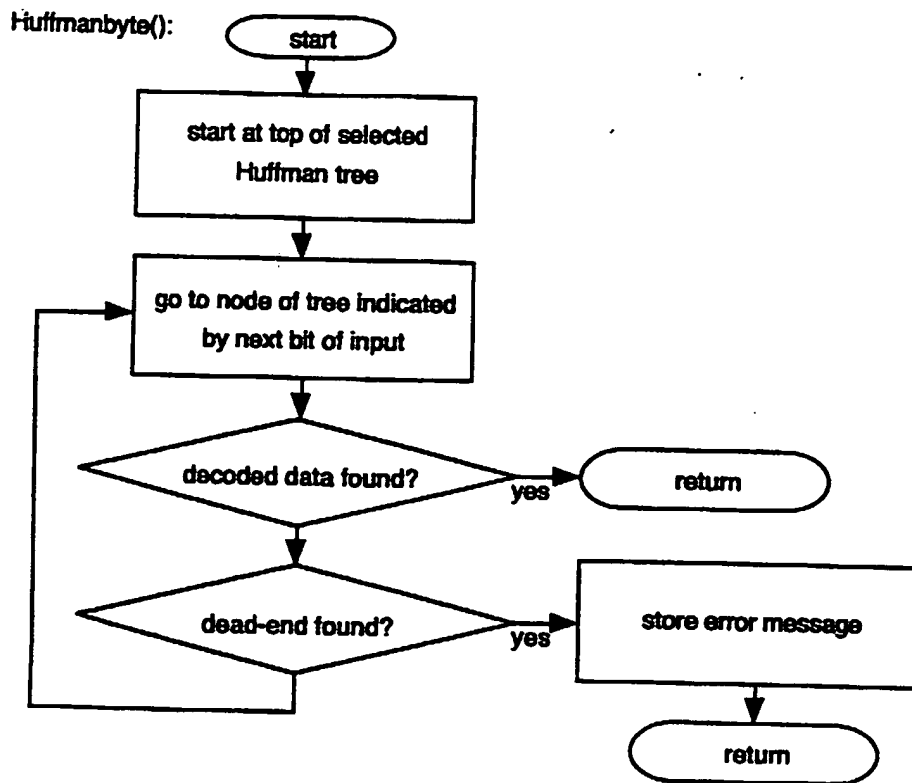 Huffmanbyte():
start
start at top of selected
Huffman tree
go to node of tree indicated
by next bit of input
decoded data found?
yes
return
dead-end found?
yes
store error message
return